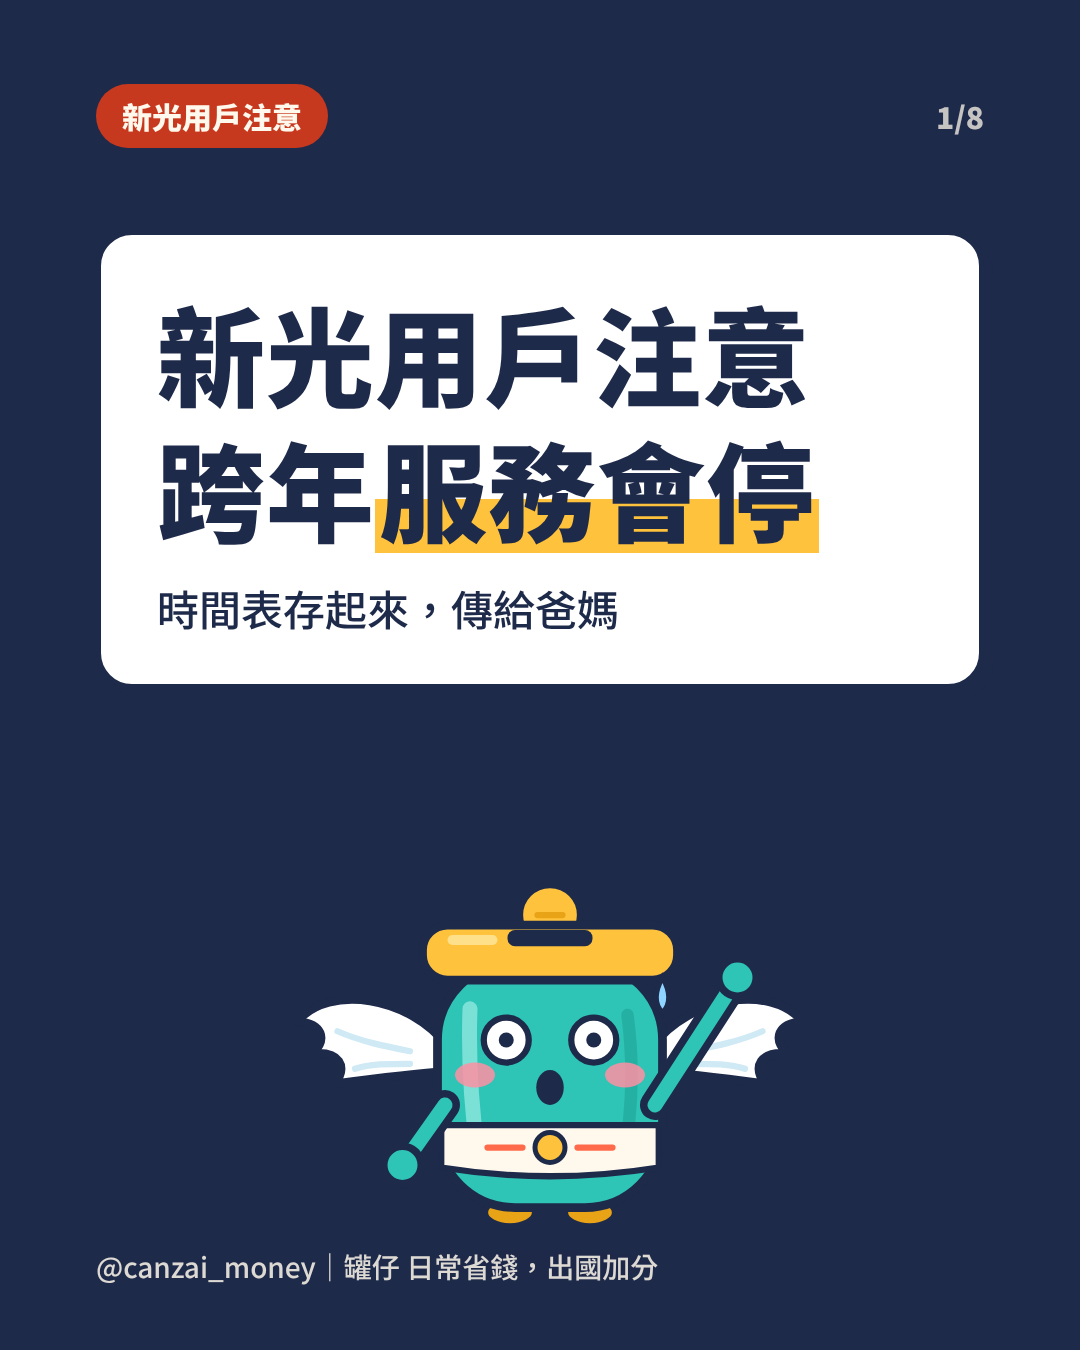 新光用戶注意
1/8
新光用戶注意
跨年服務會停
時間表存起來，傳給爸媽
@canzai_money｜罐仔 日常省錢，出國加分